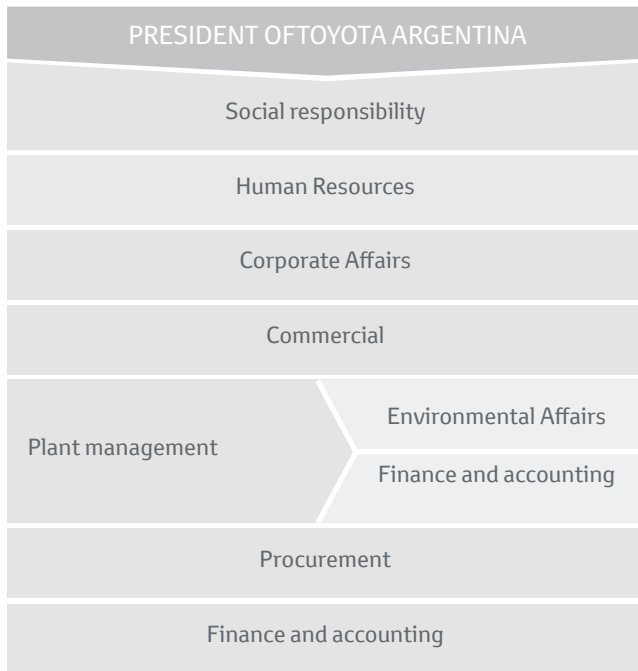 PRESIDENT OFTOYOTA ARGENTINA
Social responsibility
Human Resources
Corporate Affairs
Commercial
Plant management
Environmental Affairs
Finance and accounting
Procurement
Finance and accounting